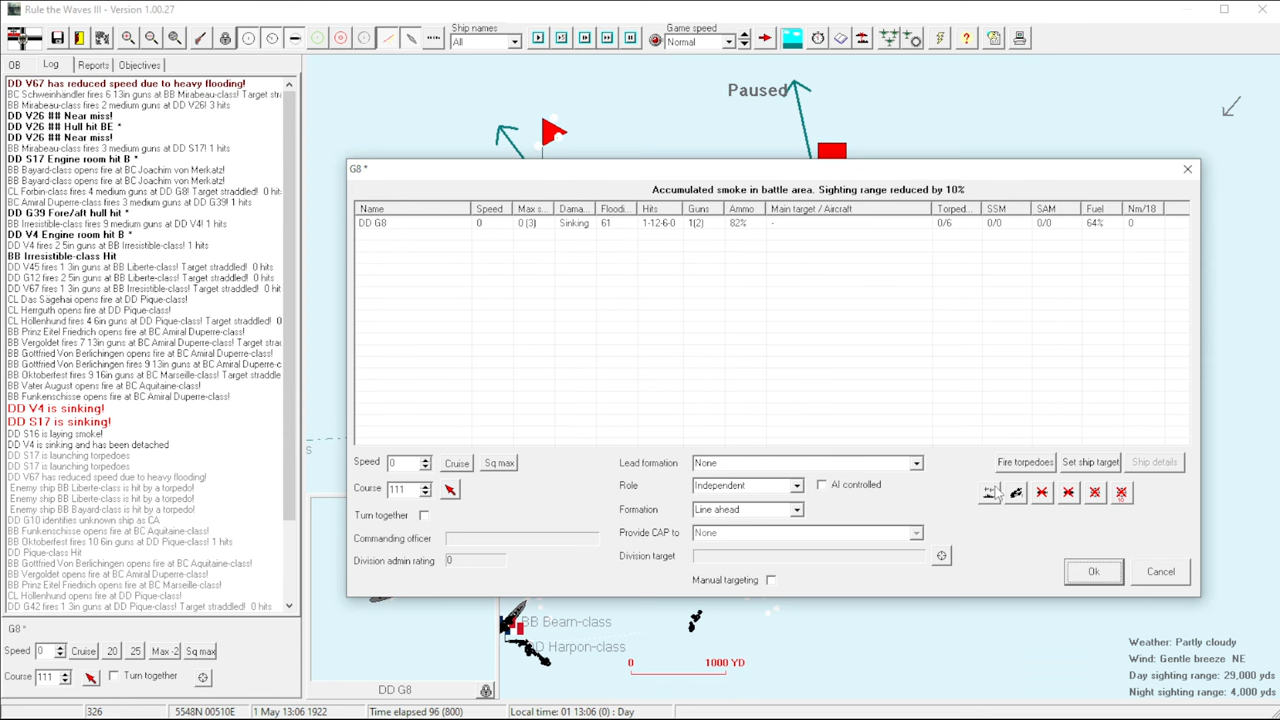 Rule the Waves III - Version 1.00.27
Ship names
All
Game speed
Normal
OB Log Reports Objectives
DD V67 has reduced speed due to heavy flooding!
BC Schweinhändler fires 6 13in guns at BB Mirabeau-class! Target str
BB Mirabeau-class fires 2 medium guns at DD V26! 3 hits
DD V26 ## Near miss!
DD V26 ## Hull hit BE *
DD V26 ## Near miss!
BB Mirabeau-class fires 3 medium guns at DD S17! 1 hits
DD S17 Engine room hit B *
BB Bayard-class opens fire at BC Joachim von Merkatz!
BB Bayard-class opens fire at BC Joachim von Merkatz!
CL Forbin-class fires 4 medium guns at DD G8! Target straddled! 0 hits
BC Amiral Duperre-class fires 3 medium guns at DD G39! 1 hits
DD G39 Fore/aft hull hit *
BB Irresistible-class fires 9 medium guns at DD V4! 1 hits
DD V4 Engine room hit B *
DD V4 fires 2 5in guns at BB Irresistible-class! 1 hits
BB Irresistible-class Hit
DD V45 fires 1 3in guns at BB Liberte-class! Target straddled! 0 hits
DD G12 fires 2 5in guns at BB Liberte-class! Target straddled! 0 hits
DD V67 fires 1 3in guns at BB Irresistible-class! Target straddled! 0 hits
CL Das Sägehai opens fire at DD Pique-class!
CL Herrguth opens fire at DD Pique-class!
CL Hollenhund fires 4 6in guns at DD Pique-class! Target straddled! 0
BB Prinz Eitel Friedrich opens fire at BC Amiral Duperre-class!
BB Vergoldet fires 7 13in guns at BC Amiral Duperre-class! Target stra
BB Gottfried Von Berlichingen opens fire at BC Amiral Duperre-class!
BB Gottfried Von Berlichingen fires 9 13in guns at BC Amiral Duperre-c
BB Oktoberfest fires 9 16in guns at BC Marseille-class! Target straddle
BB Vater August opens fire at BC Aquitaine-class!
BB Funkenschisse opens fire at BC Amiral Duperre-class!
DD V4 is sinking!
DD S17 is sinking!
DD S16 is laying smoke!
DD V4 is sinking and has been detached
DD S17 is launching torpedoes
DD S17 is launching torpedoes
DD V67 has reduced speed due to heavy flooding!
Enemy ship BB Liberte-class is hit by a torpedo!
Enemy ship BB Liberte-class is hit by a torpedo!
Enemy ship BB Bayard-class is hit by a torpedo!
DD G10 identifies unknown ship as CA
BB Funkenschisse opens fire at BC Amiral Duperre-class!
BB Oktoberfest fires 10 6in guns at DD Pique-class! 1 hits
DD Pique-class Hit
BB Gottfried Von Berlichingen opens fire at BC Amiral Duperre-class!
BB Vergoldet opens fire at BC Amiral Duperre-class!
BB Prinz Eitel Friedrich opens fire at BC Marseille-class!
CL Hollenhund opens fire at DD Pique-class!
DD G42 fires 1 3in guns at DD Pique-class! Target straddled! 0 hits
G8 *
Speed 0 Cruise 20 25 Max -2 Sq max
Course 111 Turn together
Paused
G8 *
Accumulated smoke in battle area. Sighting range reduced by 10%
Name Speed Max s... Dama... Floodi... Hits Guns Ammo Main target / Aircraft Torped... SSM SAM Fuel Nm/18
DD G8 0 0 (3) Sinking 61 1-12-6-0 1(2) 82% - 0/6 0/0 0/0 64% 0
Speed 0 Cruise Sq max
Course 111
Turn together
Commanding officer
Division admin rating 0
Lead formation None
Role Independent AI controlled
Formation Line ahead
Provide CAP to None
Division target
Manual targeting
Fire torpedoes Set ship target Ship details
Ok Cancel
S
BB Bearn-class
DD Harpon-class
0 1000 YD
DD G8
Weather: Partly cloudy
Wind: Gentle breeze NE
Day sighting range: 29,000 yds
Night sighting range: 4,000 yds
326 5548N 00510E 1 May 13:06 1922 Time elapsed 96 (800) Local time: 01 13:06 (0) : Day